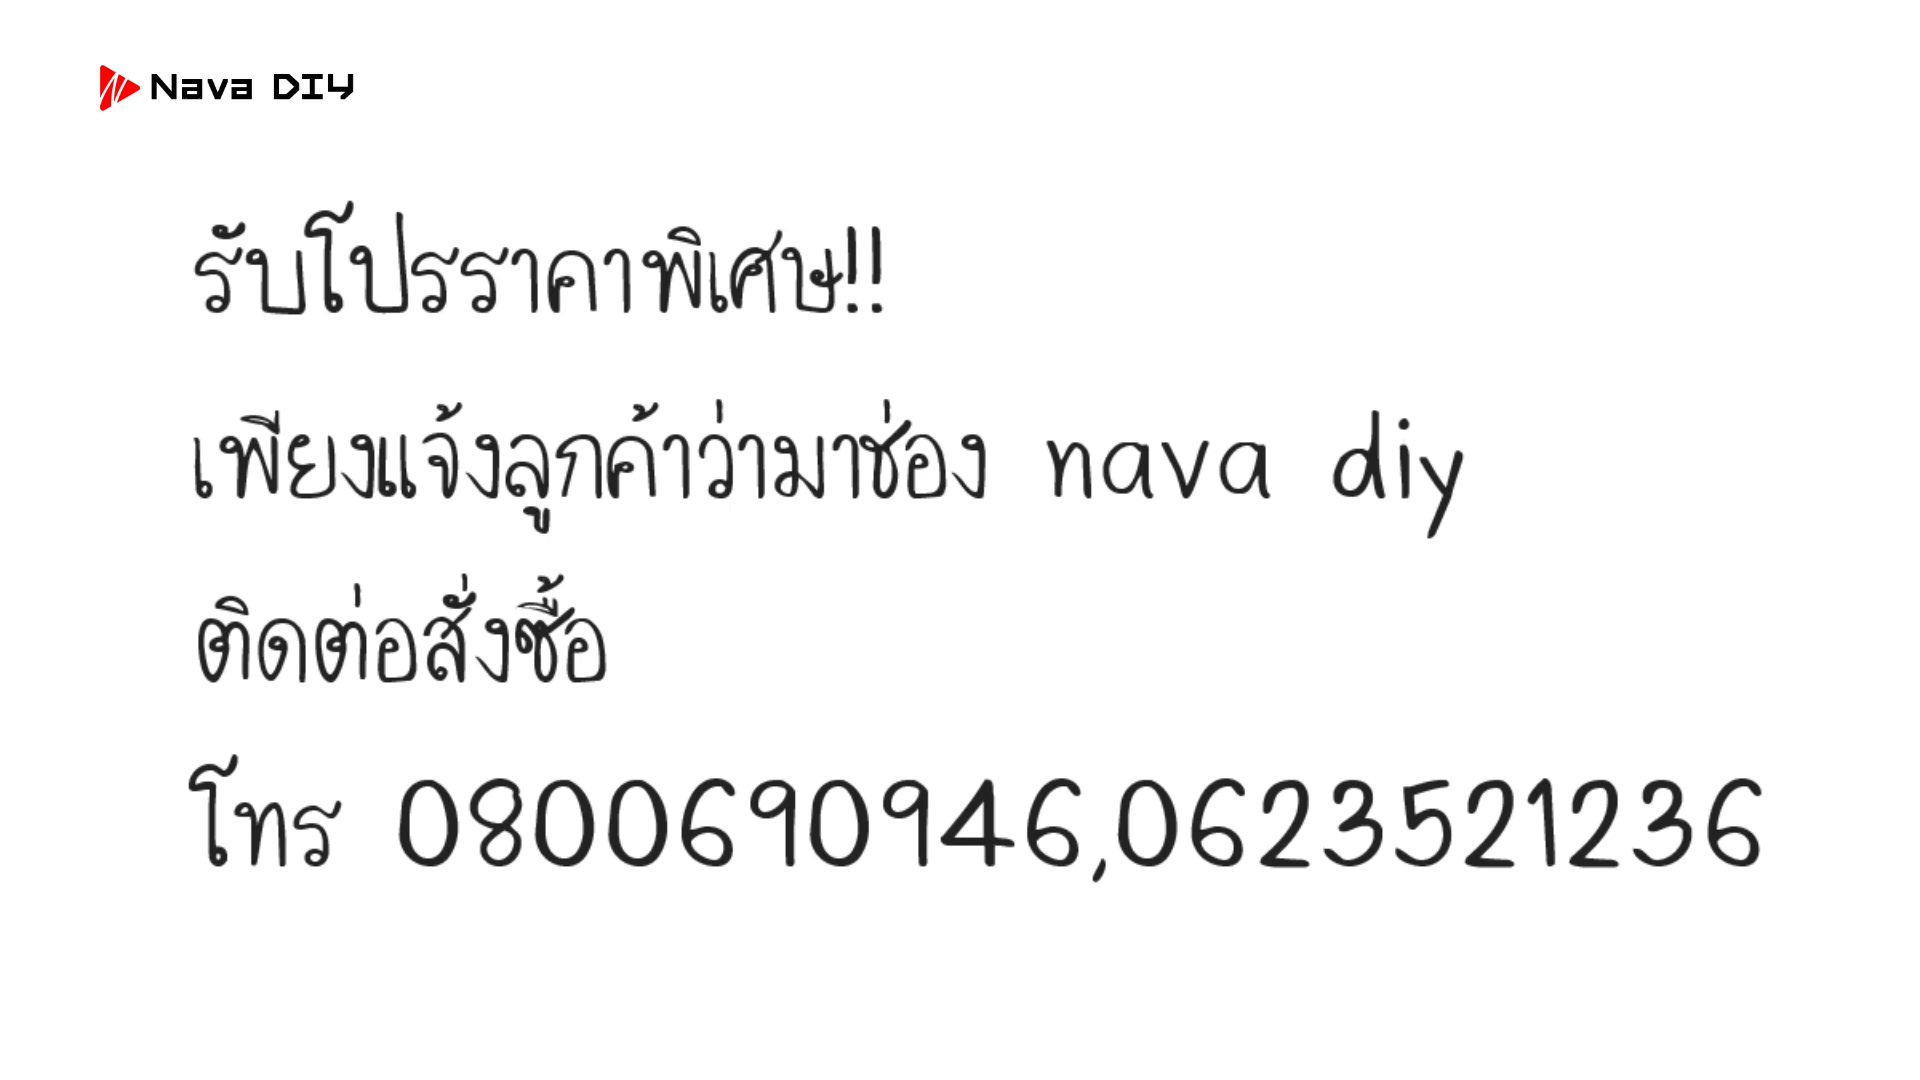 Nava DIY
รับโปรราคาพิเศษ!!
เพียงแจ้งลูกค้าว่ามาช่อง nava diy
ติดต่อสั่งซื้อ
โทร 0800690946,0623521236